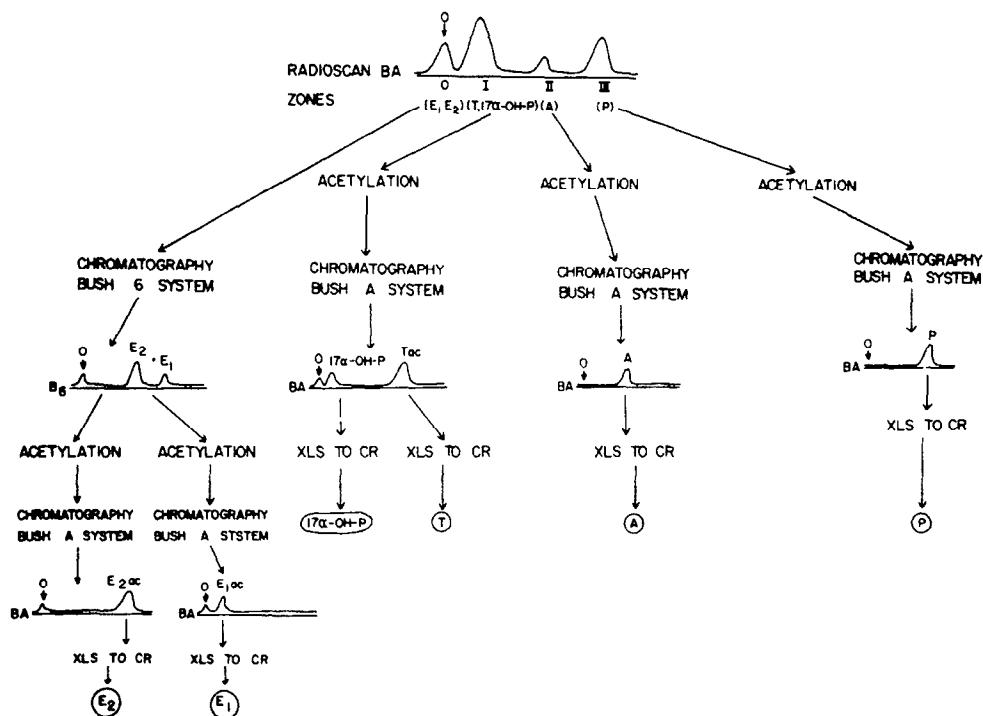 O
RADIOSCAN BA
O I II III
ZONES
(E1 E2) (T,17α-OH-P) (A) (P)
ACETYLATION
ACETYLATION
ACETYLATION
CHROMATOGRAPHY
BUSH 6 SYSTEM
CHROMATOGRAPHY
BUSH A SYSTEM
CHROMATOGRAPHY
BUSH A SYSTEM
CHROMATOGRAPHY
BUSH A SYSTEM
O E2 E1
B6
O 17α-OH-P Tac
BA
O A
BA
O P
BA
ACETYLATION
ACETYLATION
XLS TO CR
XLS TO CR
XLS TO CR
XLS TO CR
CHROMATOGRAPHY
BUSH A SYSTEM
CHROMATOGRAPHY
BUSH A STSTEM
17α-OH-P
T
A
P
O E2ac
BA
O E1ac
BA
XLS TO CR
XLS TO CR
E2
E1